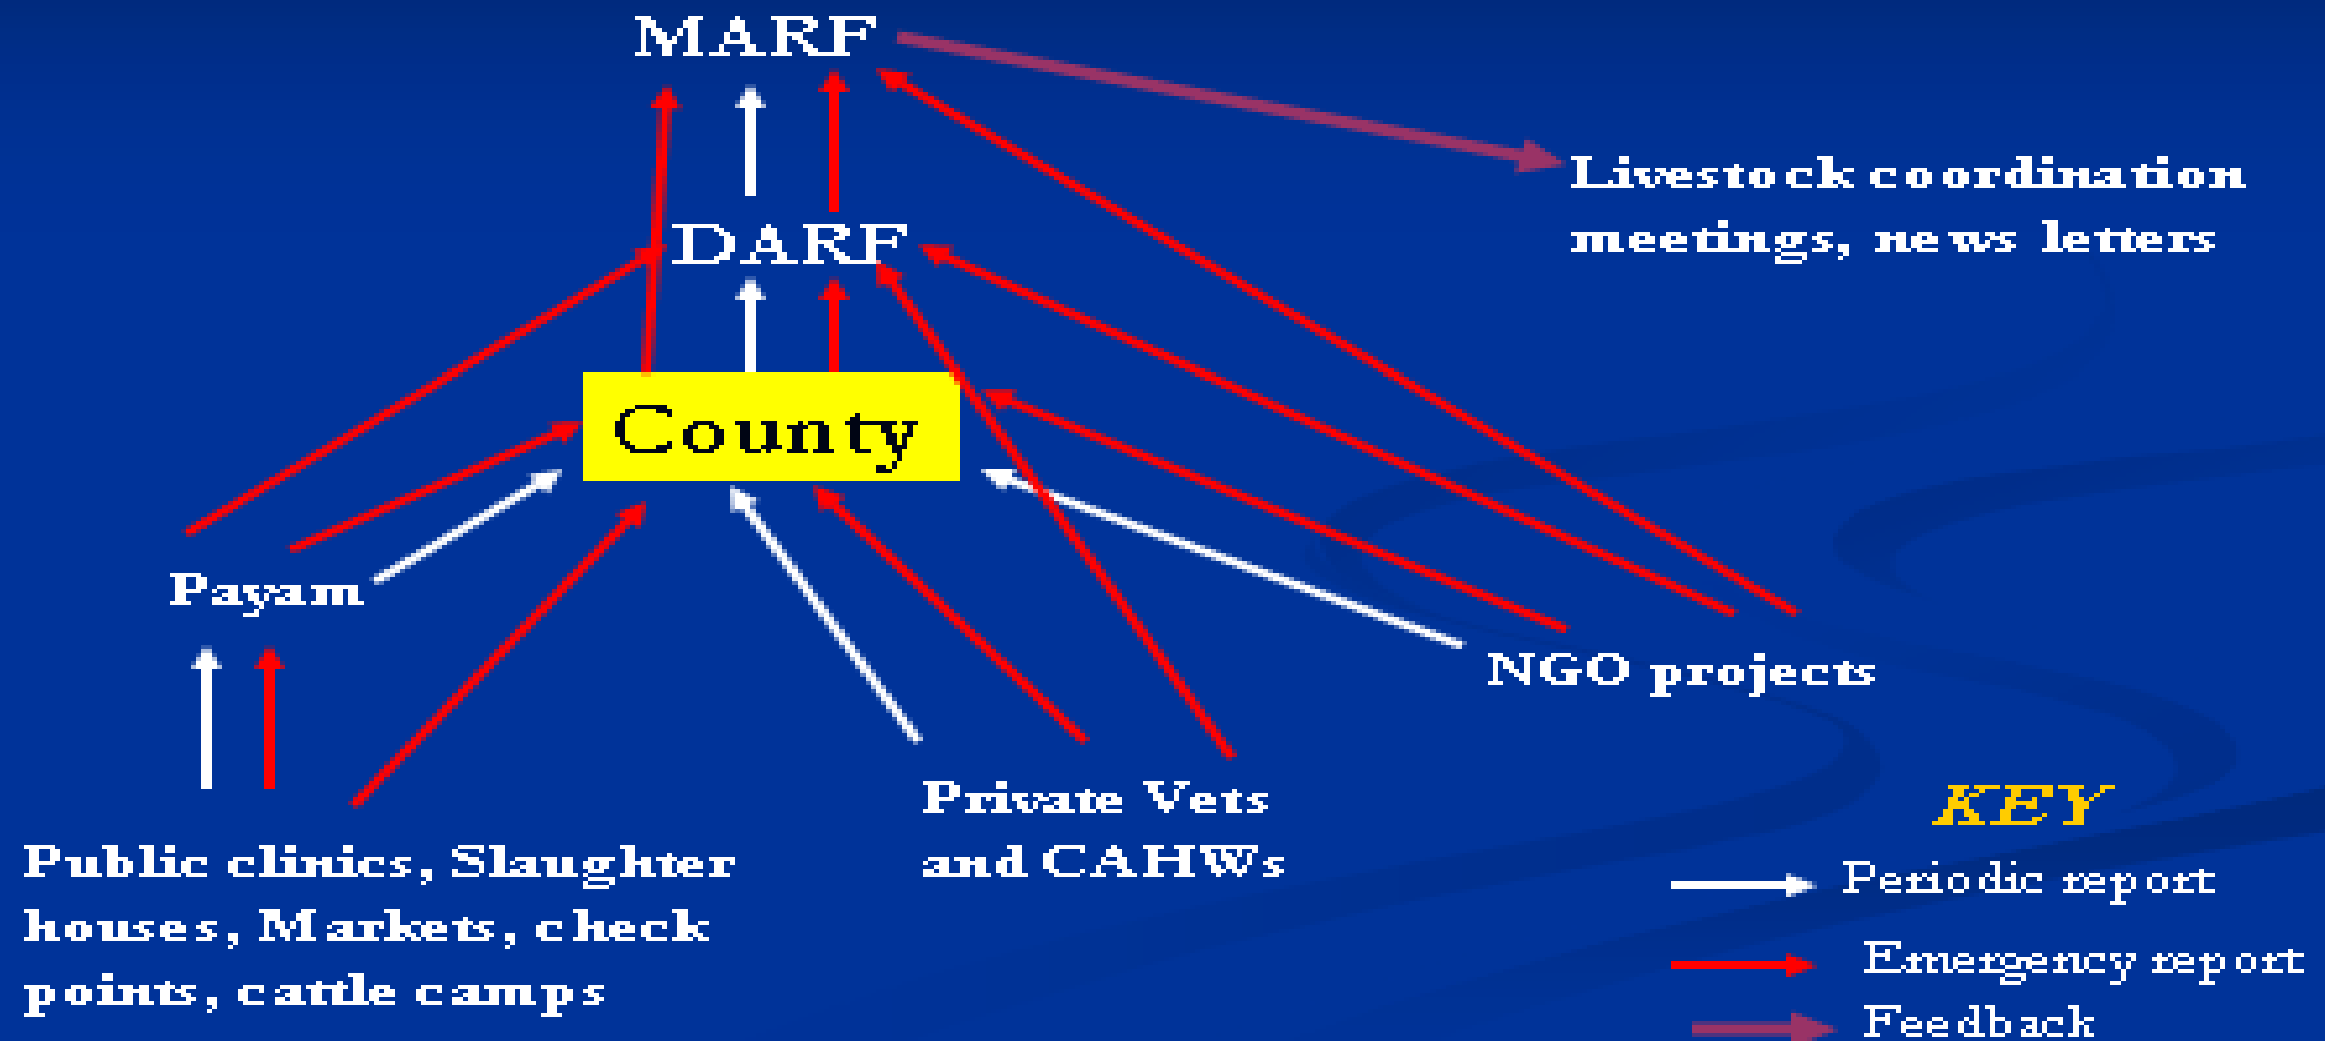 MARF
Livestock coordination
meetings, news letters
DARF
County
Payam
NGO projects
Private Vets
and CAHWs
Public clinics, Slaughter
houses, Markets, check
points, cattle camps
KEY
Periodic report
Emergency report
Feedback